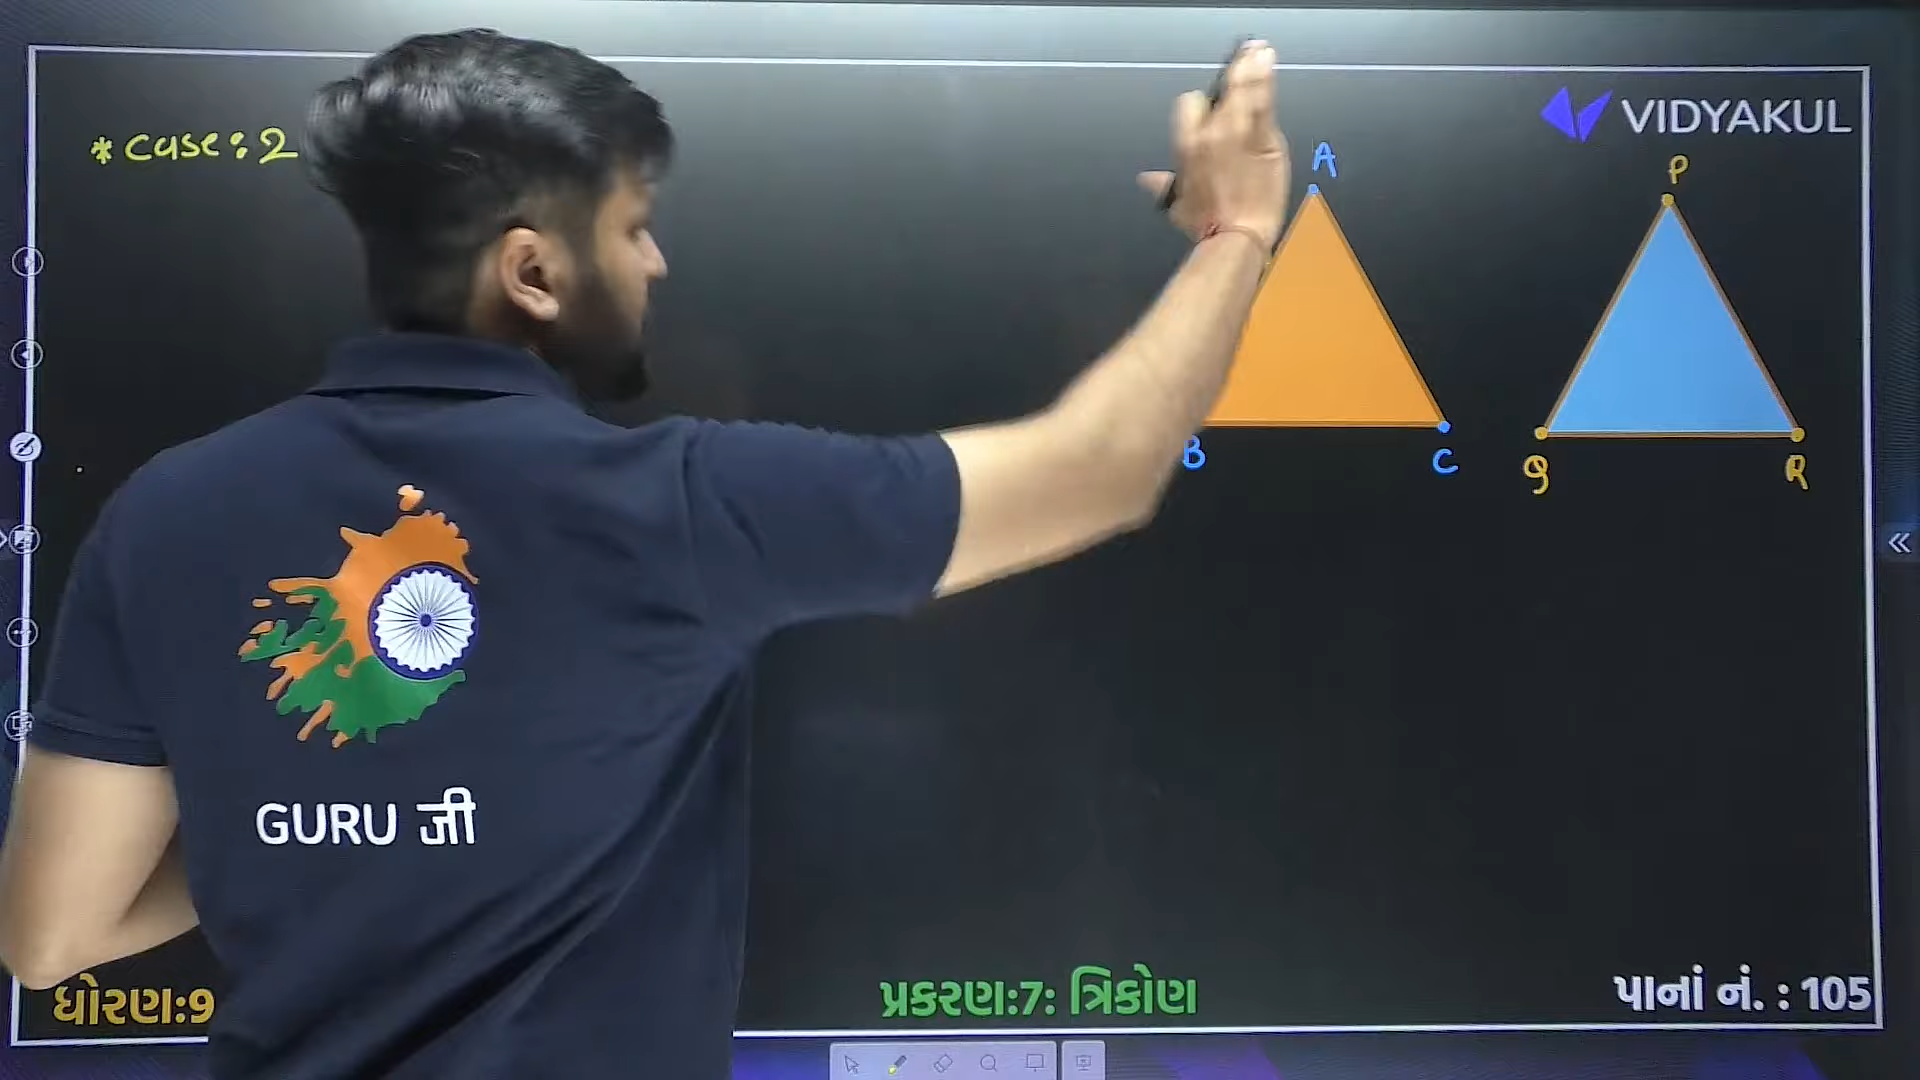 * Case: 2
VIDYAKUL
A
P
B
C
Q
R
GURU जी
ધોરણ:9
પ્રકરણ:7: ત્રિકોણ
પાનાં નં. : 105